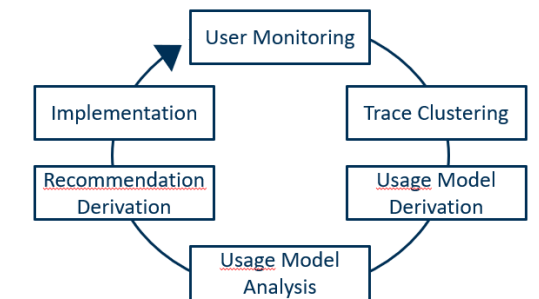 User Monitoring
Implementation
Trace Clustering
Recommendation
Derivation
Usage Model
Derivation
Usage Model
Analysis